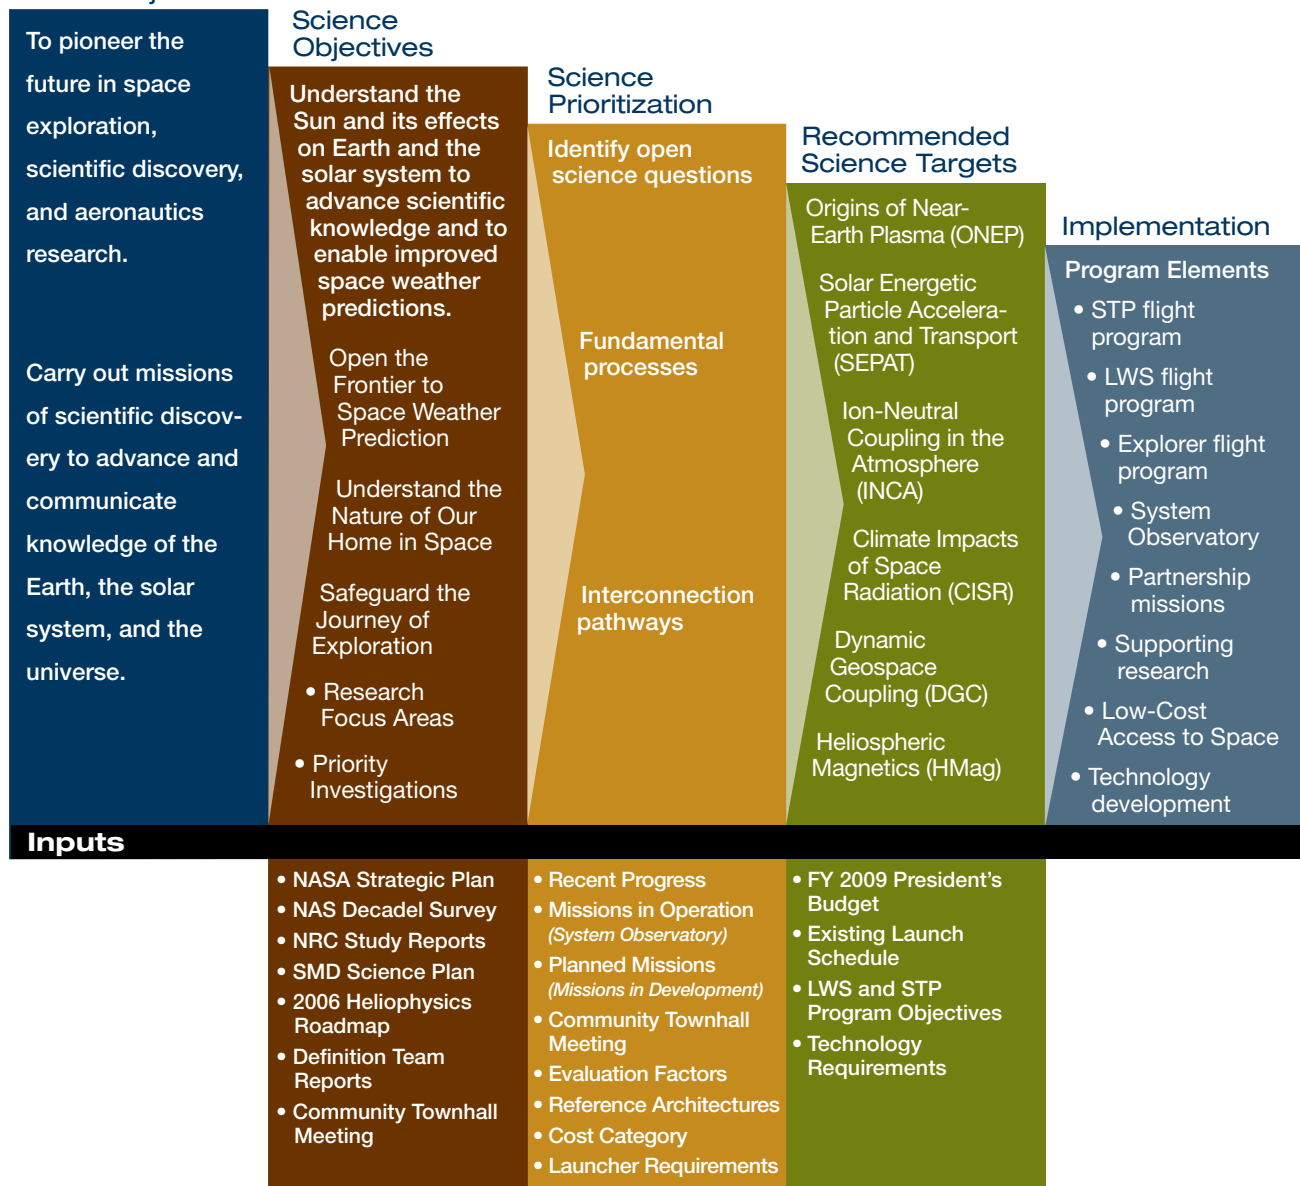 To pioneer the
future in space
exploration,
scientific discovery,
and aeronautics
research.
Carry out missions
of scientific discov-
ery to advance and
communicate
knowledge of the
Earth, the solar
system, and the
universe.
Science
Objectives
Understand the
Sun and its effects
on Earth and the
solar system to
advance scientific
knowledge and to
enable improved
space weather
predictions.
Open the
Frontier to
Space Weather
Prediction
Understand the
Nature of Our
Home in Space
Safeguard the
Journey of
Exploration
• Research
Focus Areas
• Priority
Investigations
Science
Prioritization
Identify open
science questions
Fundamental
processes
Interconnection
pathways
Recommended
Science Targets
Origins of Near-
Earth Plasma (ONEP)
Solar Energetic
Particle Accelera-
tion and Transport
(SEPAT)
Ion-Neutral
Coupling in the
Atmosphere
(INCA)
Climate Impacts
of Space
Radiation (CISR)
Dynamic
Geospace
Coupling (DGC)
Heliospheric
Magnetics (HMag)
Implementation
Program Elements
• STP flight
program
• LWS flight
program
• Explorer flight
program
• System
Observatory
• Partnership
missions
• Supporting
research
• Low-Cost
Access to Space
• Technology
development
Inputs
• NASA Strategic Plan
• NAS Decadel Survey
• NRC Study Reports
• SMD Science Plan
• 2006 Heliophysics
Roadmap
• Definition Team
Reports
• Community Townhall
Meeting
• Recent Progress
• Missions in Operation
(System Observatory)
• Planned Missions
(Missions in Development)
• Community Townhall
Meeting
• Evaluation Factors
• Reference Architectures
• Cost Category
• Launcher Requirements
• FY 2009 President's
Budget
• Existing Launch
Schedule
• LWS and STP
Program Objectives
• Technology
Requirements